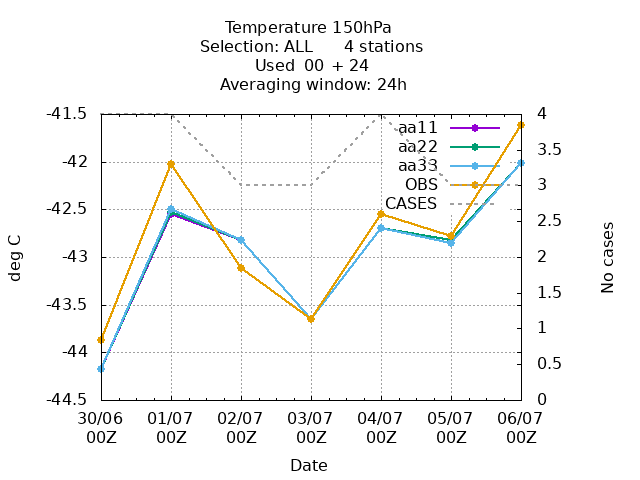 Temperature 150hPa
Selection: ALL 4 stations
Used 00 + 24
Averaging window: 24h
-41.5
-42
-42.5
-43
-43.5
-44
-44.5
4
3.5
3
2.5
2
1.5
1
0.5
0
aa11
aa22
aa33
OBS
CASES
deg C
No cases
30/06 01/07 02/07 03/07 04/07 05/07 06/07
00Z 00Z 00Z 00Z 00Z 00Z 00Z
Date